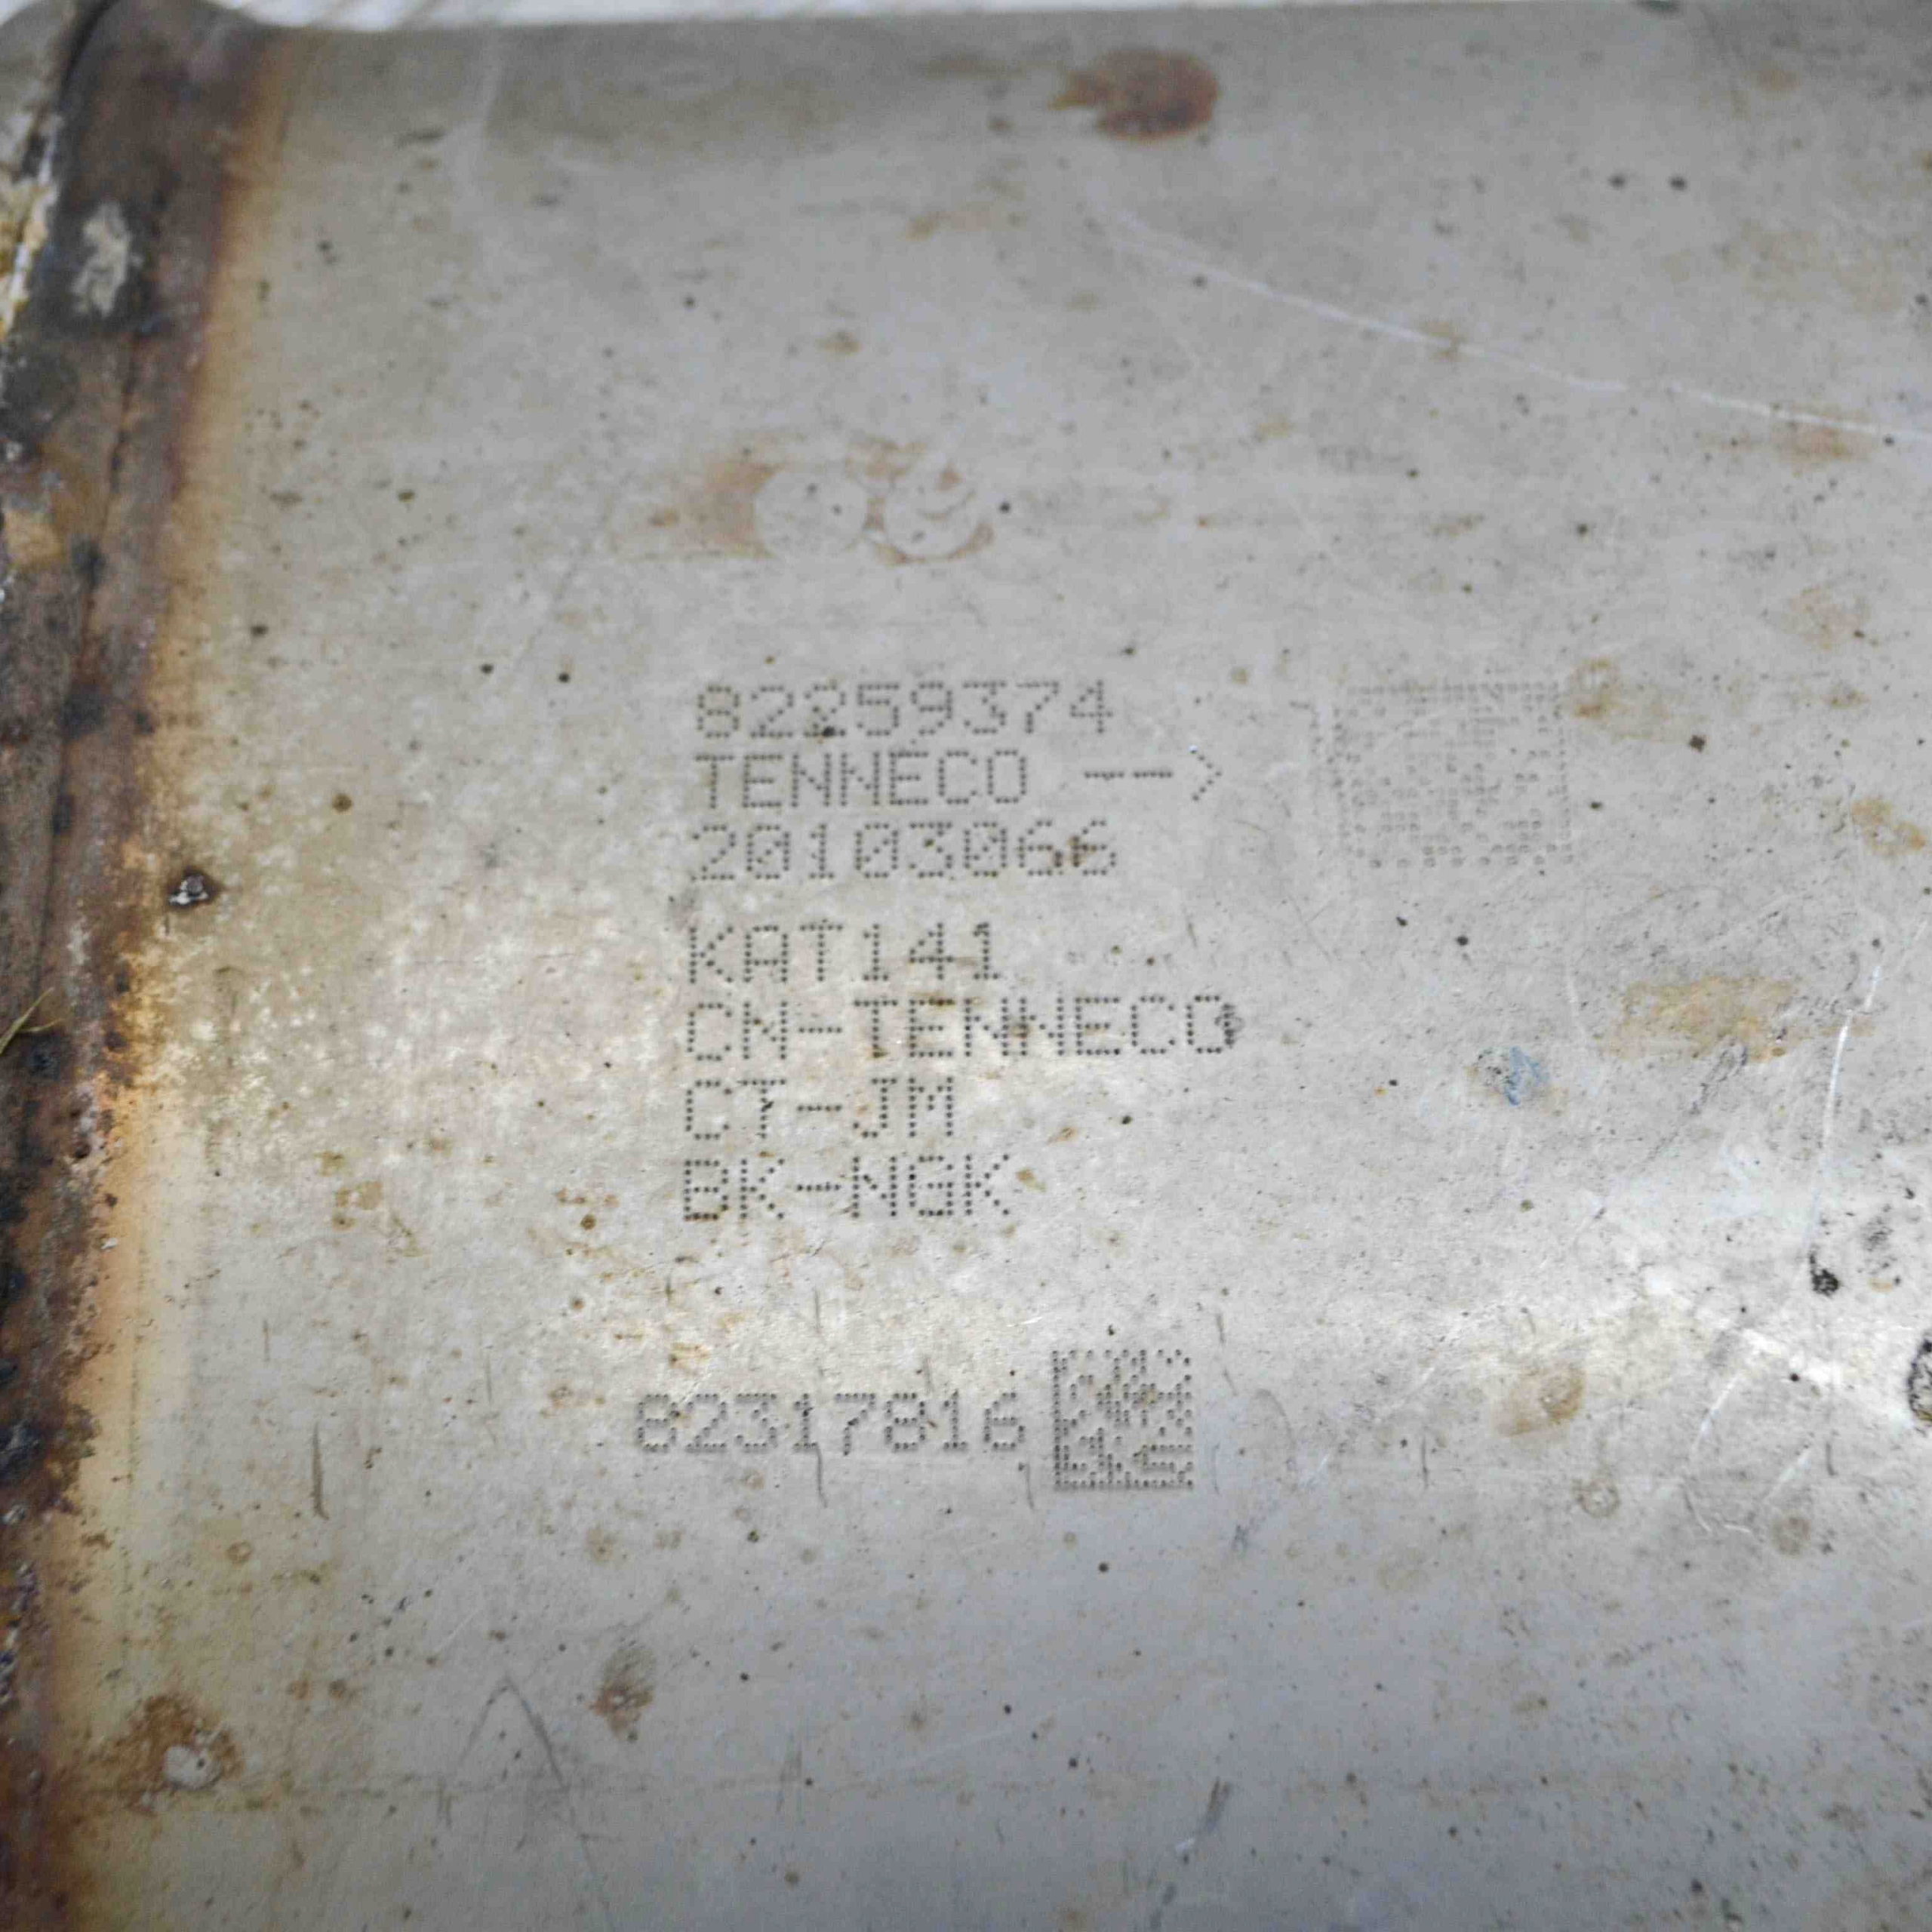 82259374
TENNECO -->
20103066
KAT141
CN-TENNECO
CT-JM
BK-NGK
82317816